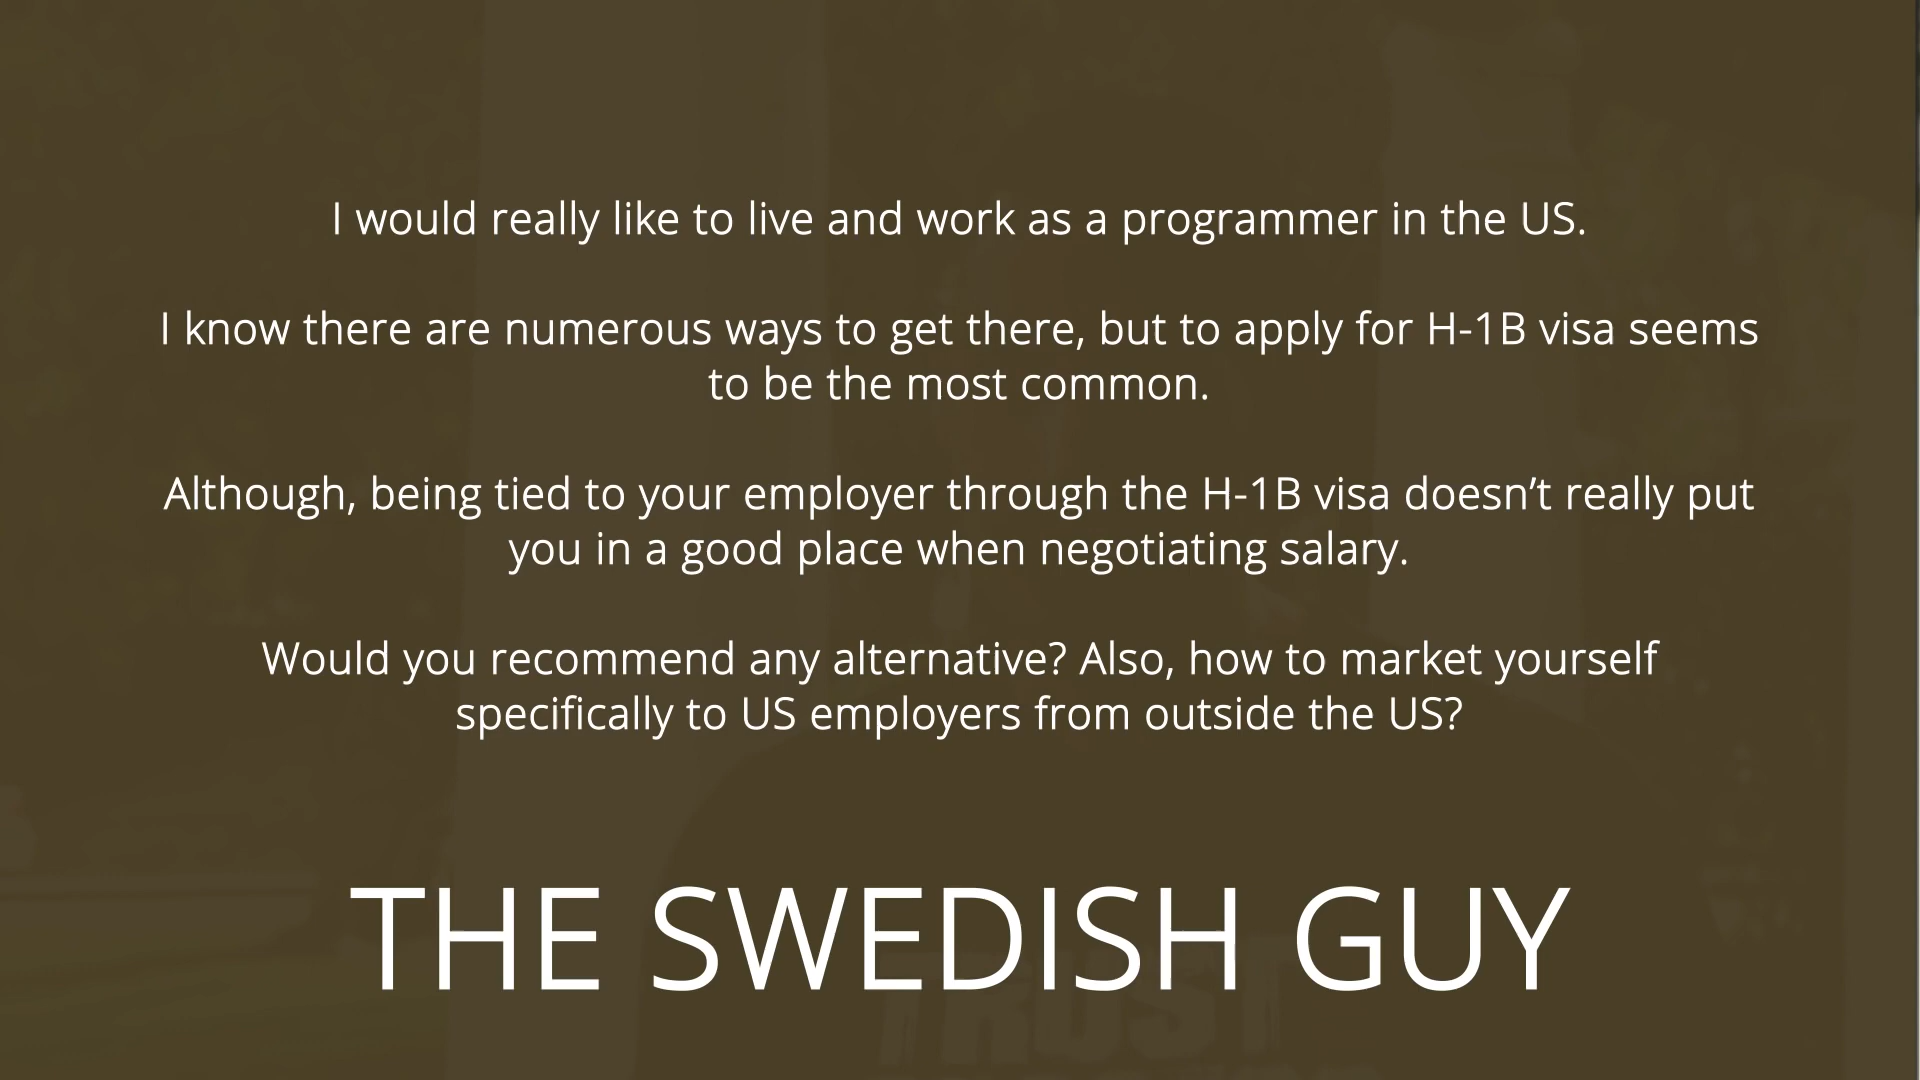 I would really like to live and work as a programmer in the US.
I know there are numerous ways to get there, but to apply for H-1B visa seems
to be the most common.
Although, being tied to your employer through the H-1B visa doesn’t really put
you in a good place when negotiating salary.
Would you recommend any alternative? Also, how to market yourself
specifically to US employers from outside the US?
THE SWEDISH GUY
TRUST